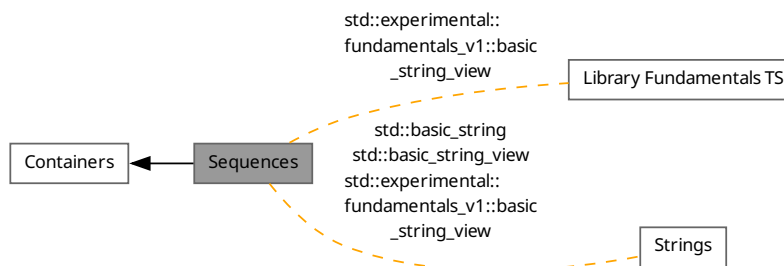 std::experimental::
fundamentals_v1::basic
_string_view
Library Fundamentals TS
std::basic_string
std::basic_string_view
std::experimental::
fundamentals_v1::basic
_string_view
Containers
Sequences
Strings